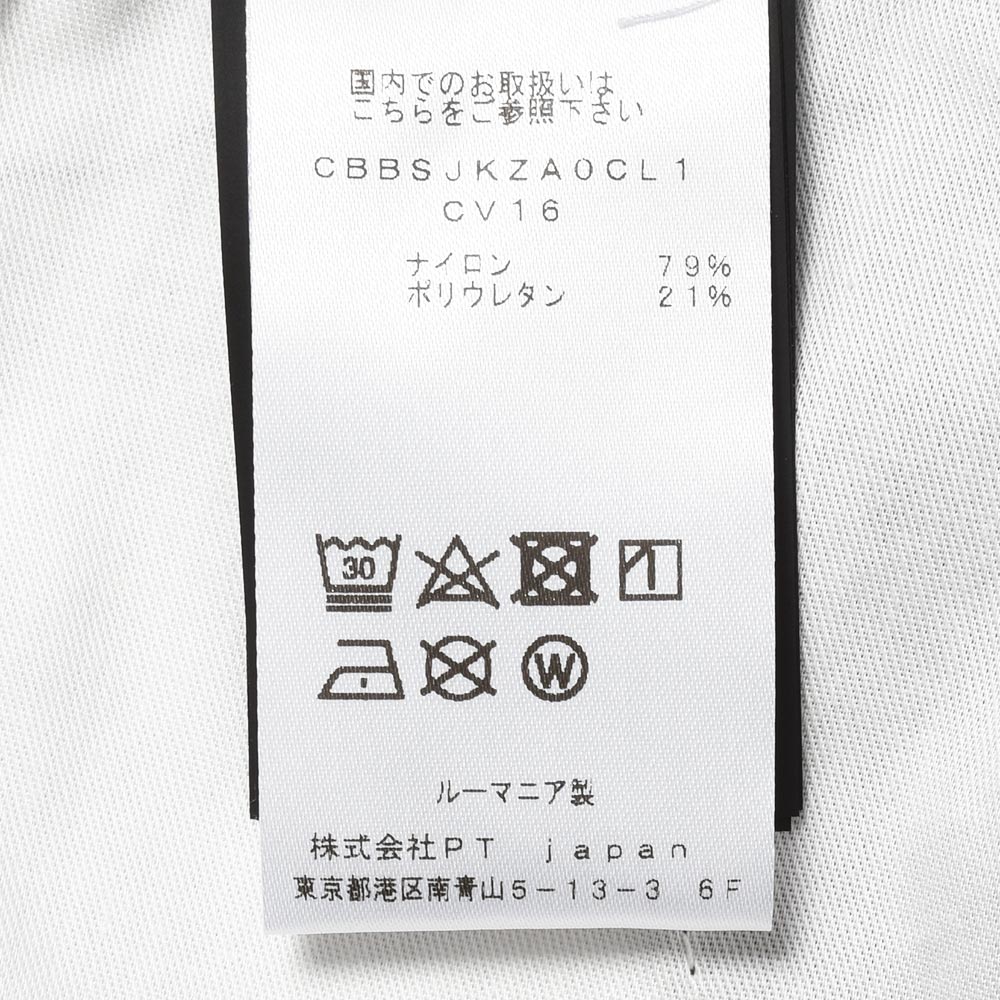 国内でのお取扱いは
こちらをご参照下さい
CBBSJKZA0CL1
CV16
ナイロン 79%
ポリウレタン 21%
30
W
ルーマニア製
株式会社PT japan
東京都港区南青山5-13-3 6F